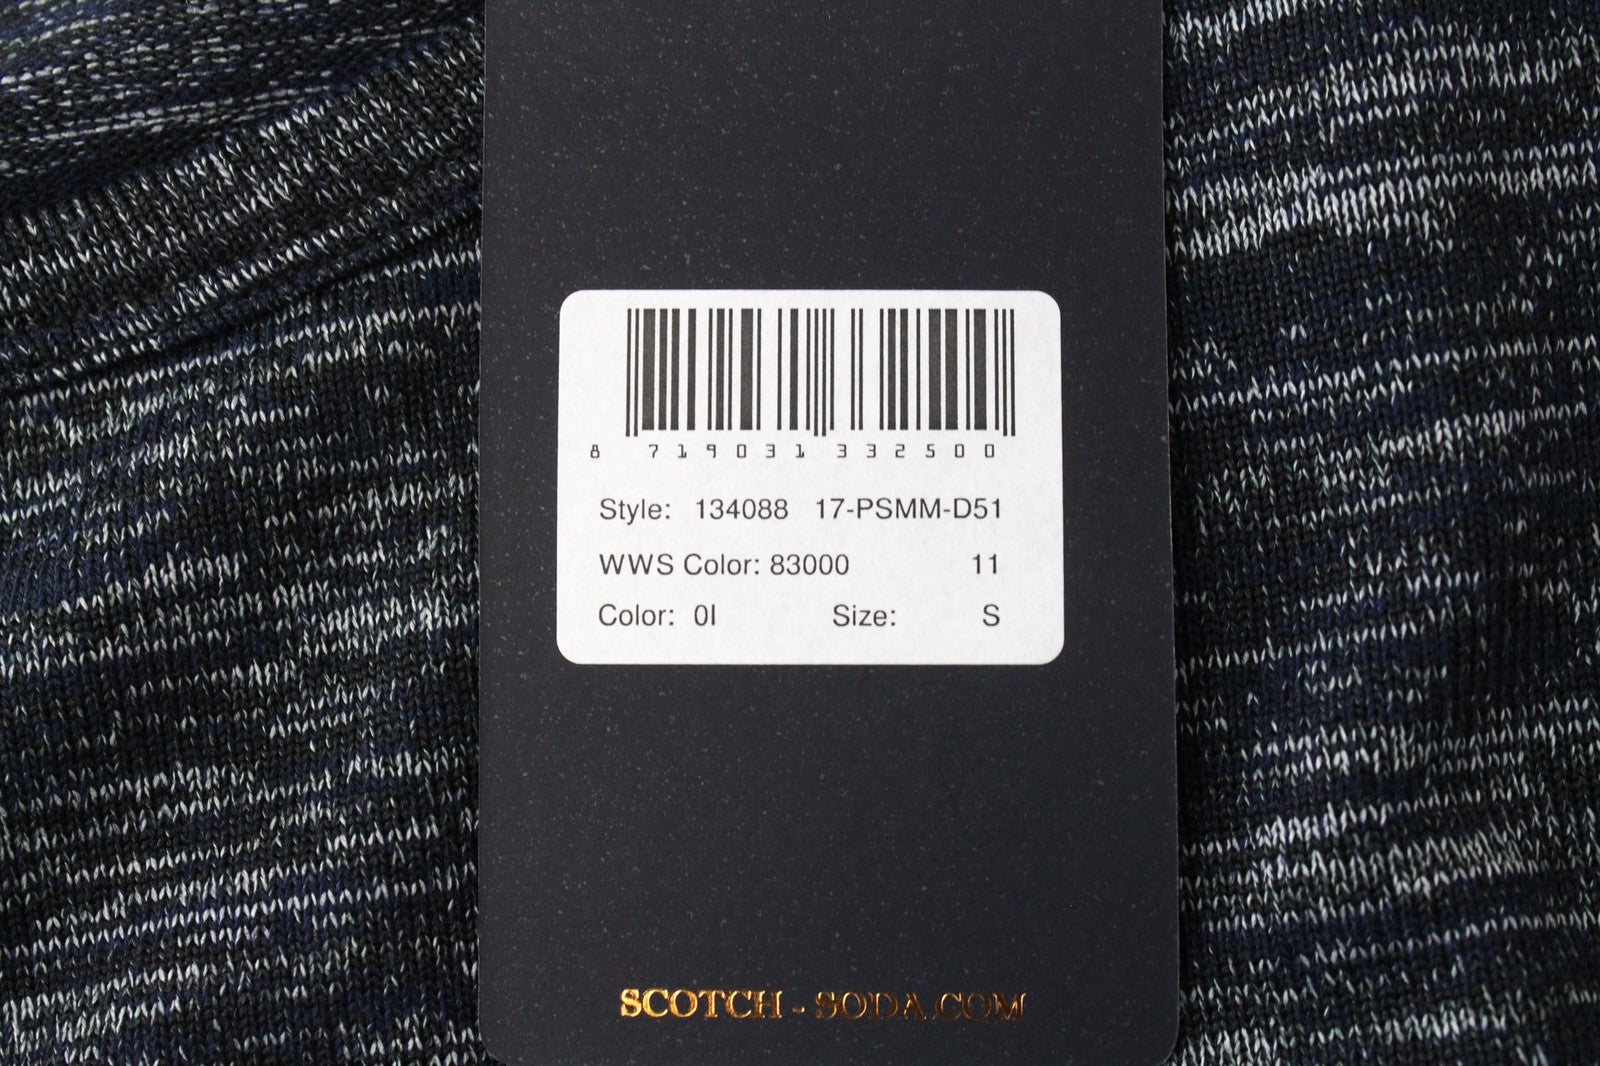 8 719031 332500
Style: 134088 17-PSMM-D51
WWS Color: 83000 11
Color: 0I Size: S
SCOTCH - SODA.COM